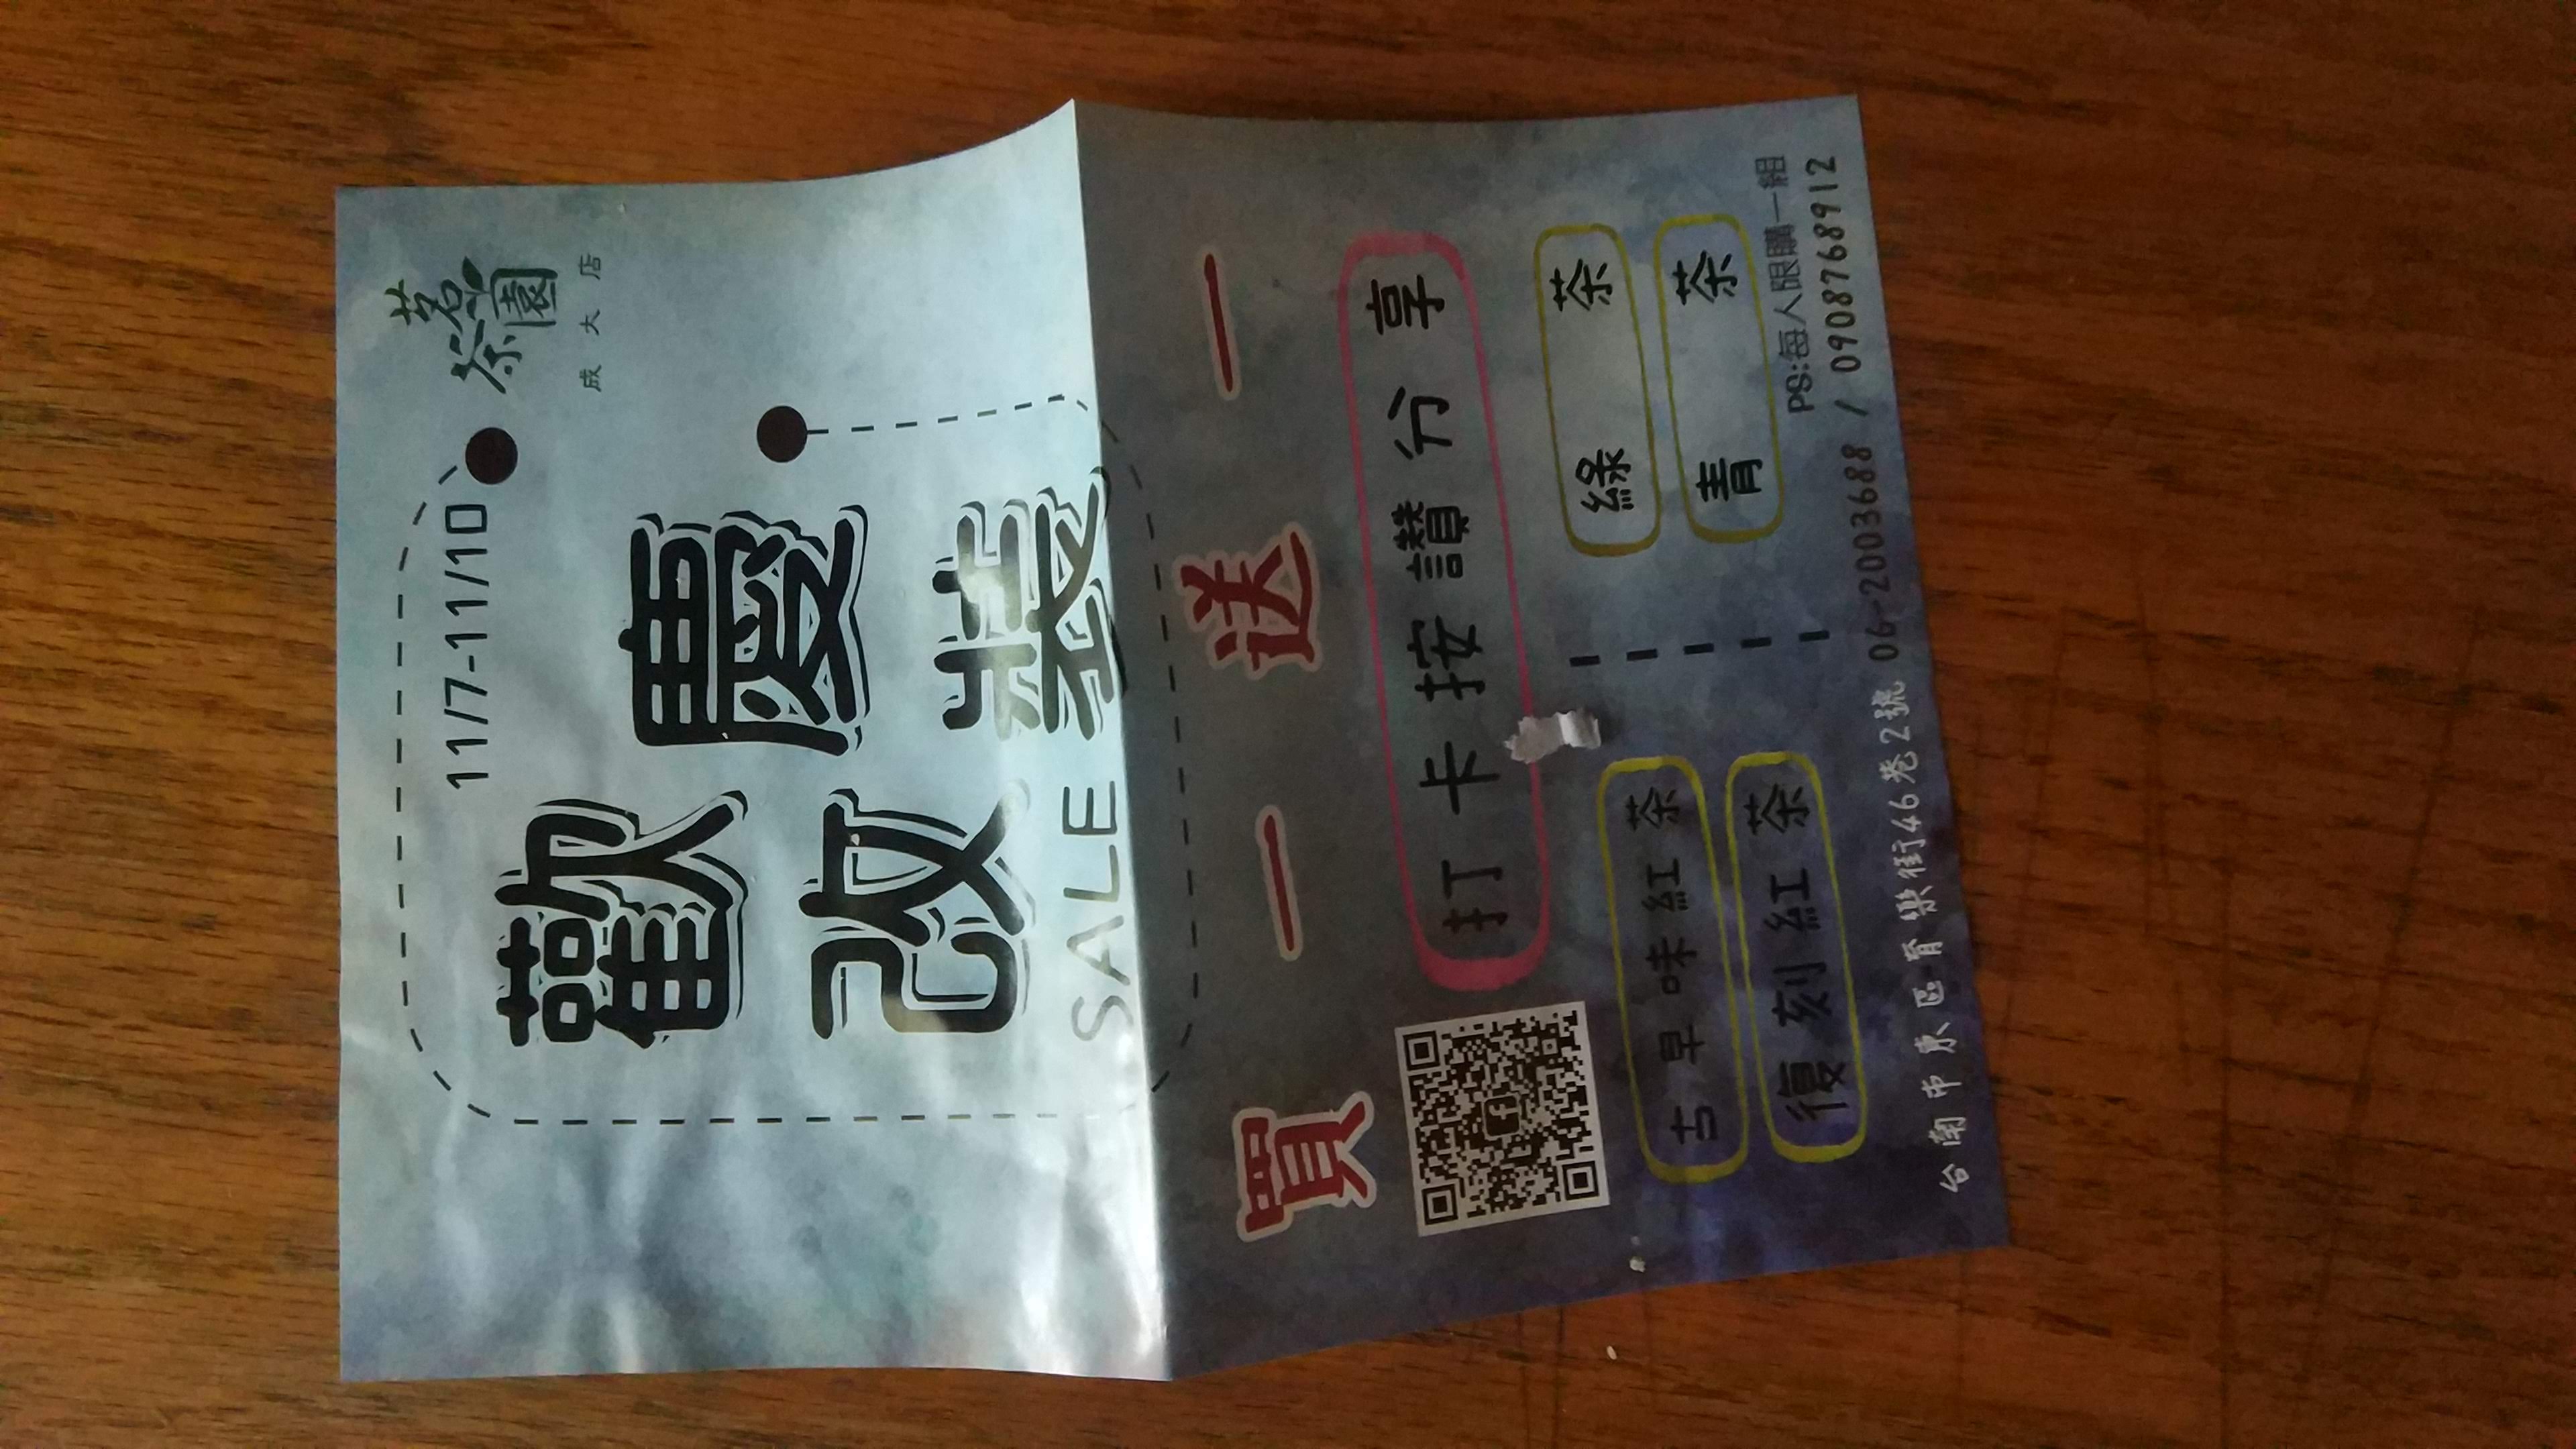 茗
茶園
成大店
11/7-11/10
歡慶
改裝
SALE
買一送一
打卡按讚分享
古早味紅茶
綠茶
復刻紅茶
青茶
PS:每人限購一組
台南市東區育樂街46巷2號 06-2003688 / 0908768912